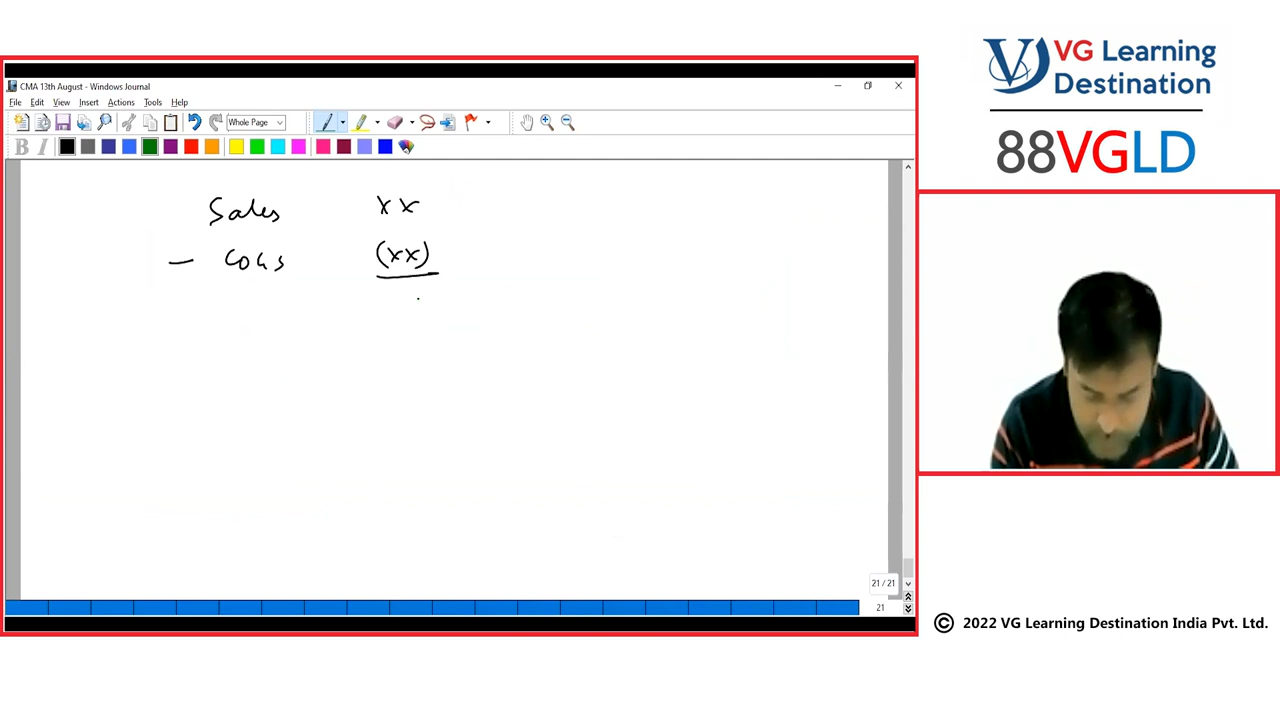 CMA 13th August - Windows Journal
File Edit View Insert Actions Tools Help
Whole Page
B I
Sales xx
— COGS (xx)
21 / 21
21
VG Learning
Destination
88VGLD
© 2022 VG Learning Destination India Pvt. Ltd.